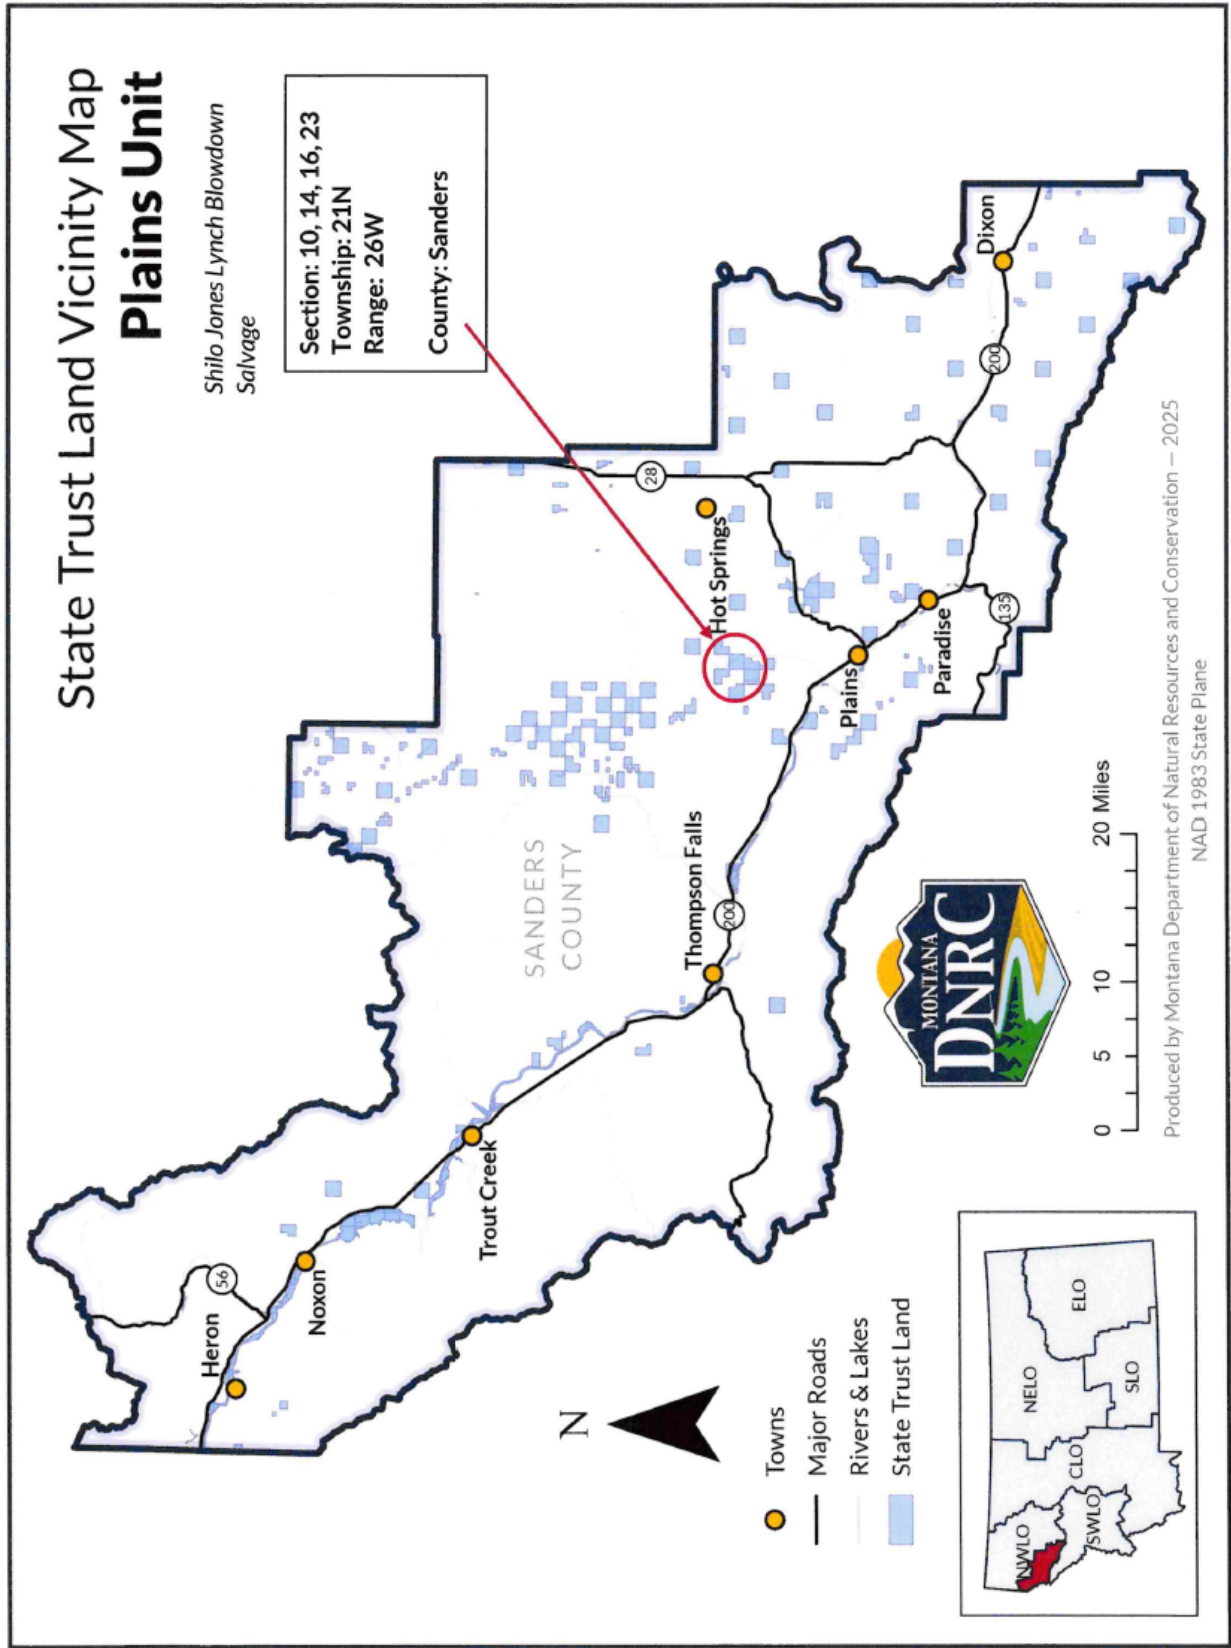 State Trust Land Vicinity Map
Plains Unit
Shilo Jones Lynch Blowdown
Salvage
Section: 10, 14, 16, 23
Township: 21N
Range: 26W
County: Sanders
Heron
56
Noxon
Trout Creek
SANDERS
COUNTY
Thompson Falls
200
28
Hot Springs
Plains
Paradise
135
200
Dixon
N
Towns
Major Roads
Rivers & Lakes
State Trust Land
NWLO
SWLO
CLO
NELO
SLO
ELO
MONTANA
DNRC
0 5 10 20 Miles
Produced by Montana Department of Natural Resources and Conservation – 2025
NAD 1983 State Plane